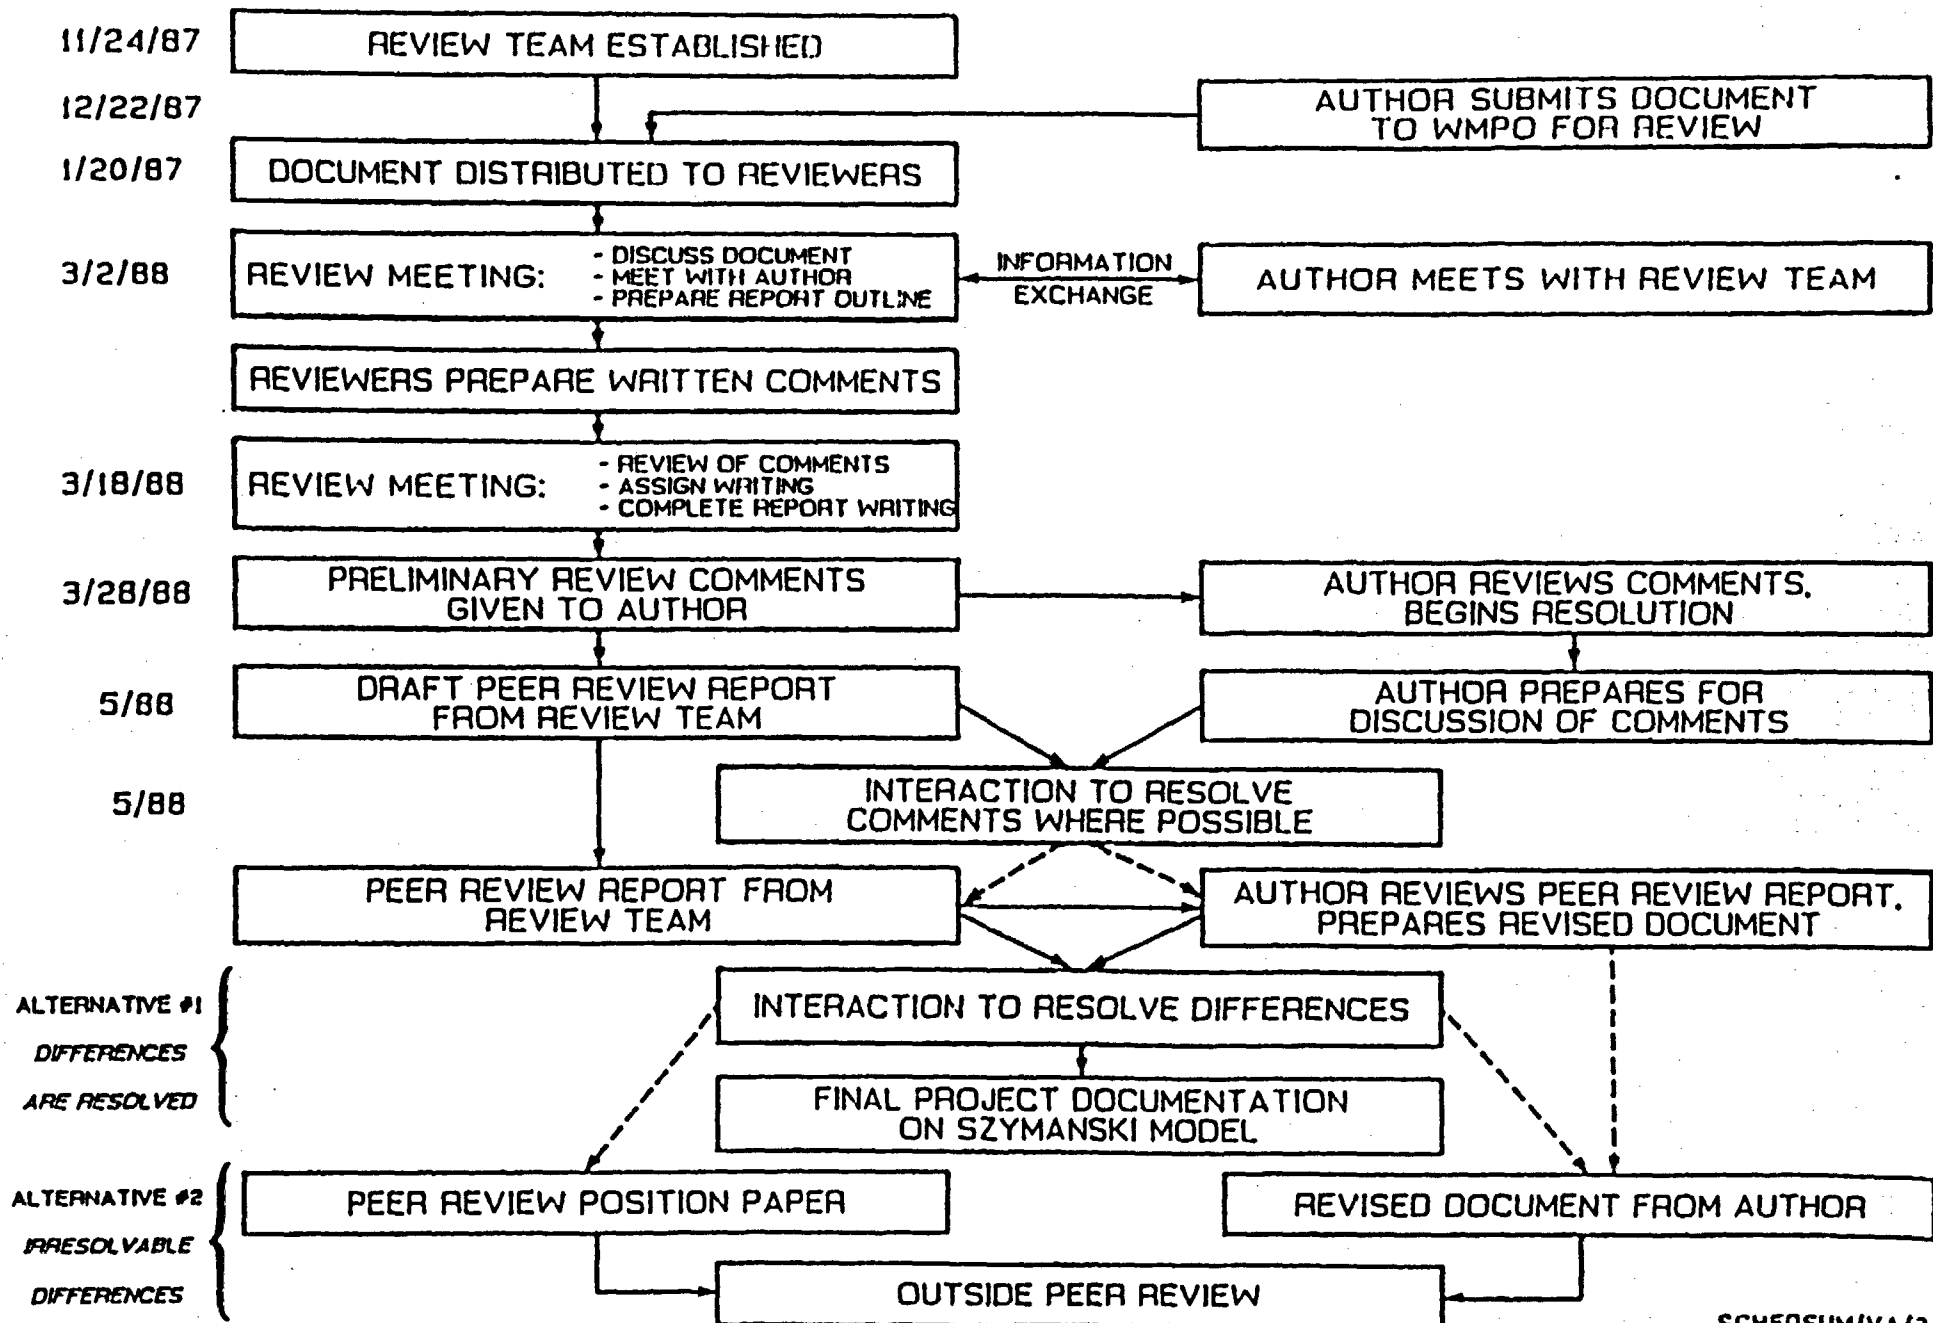 11/24/87
REVIEW TEAM ESTABLISHED
12/22/87
AUTHOR SUBMITS DOCUMENT
TO WMPO FOR REVIEW
1/20/87
DOCUMENT DISTRIBUTED TO REVIEWERS
3/2/88
REVIEW MEETING:
- DISCUSS DOCUMENT
- MEET WITH AUTHOR
- PREPARE REPORT OUTLINE
INFORMATION
EXCHANGE
AUTHOR MEETS WITH REVIEW TEAM
REVIEWERS PREPARE WRITTEN COMMENTS
3/18/88
REVIEW MEETING:
- REVIEW OF COMMENTS
- ASSIGN WRITING
- COMPLETE REPORT WRITING
3/28/88
PRELIMINARY REVIEW COMMENTS
GIVEN TO AUTHOR
AUTHOR REVIEWS COMMENTS,
BEGINS RESOLUTION
5/88
DRAFT PEER REVIEW REPORT
FROM REVIEW TEAM
AUTHOR PREPARES FOR
DISCUSSION OF COMMENTS
5/88
INTERACTION TO RESOLVE
COMMENTS WHERE POSSIBLE
PEER REVIEW REPORT FROM
REVIEW TEAM
AUTHOR REVIEWS PEER REVIEW REPORT,
PREPARES REVISED DOCUMENT
ALTERNATIVE #1
DIFFERENCES
ARE RESOLVED
INTERACTION TO RESOLVE DIFFERENCES
FINAL PROJECT DOCUMENTATION
ON SZYMANSKI MODEL
ALTERNATIVE #2
IRRESOLVABLE
DIFFERENCES
PEER REVIEW POSITION PAPER
REVISED DOCUMENT FROM AUTHOR
OUTSIDE PEER REVIEW